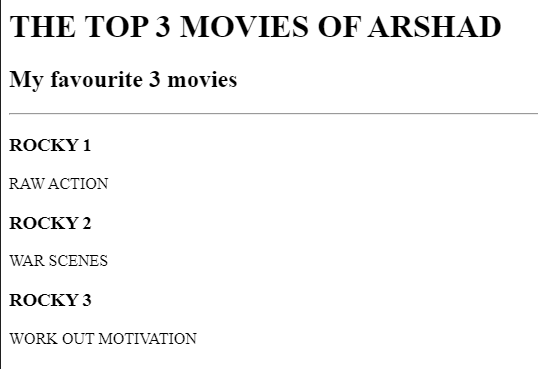 THE TOP 3 MOVIES OF ARSHAD
My favourite 3 movies
ROCKY 1
RAW ACTION
ROCKY 2
WAR SCENES
ROCKY 3
WORK OUT MOTIVATION